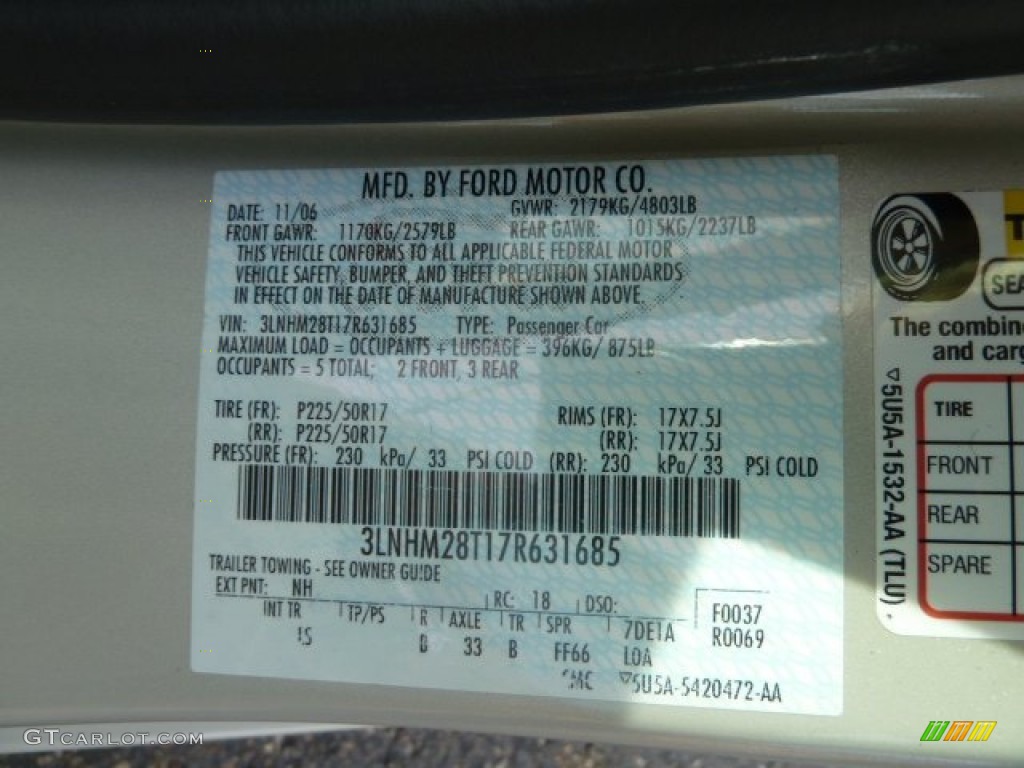 MFD. BY FORD MOTOR CO.
DATE: 11/06 GVWR: 2179KG/4803LB
FRONT GAWR: 1170KG/2579LB REAR GAWR: 1015KG/2237LB
THIS VEHICLE CONFORMS TO ALL APPLICABLE FEDERAL MOTOR
VEHICLE SAFETY, BUMPER, AND THEFT PREVENTION STANDARDS
IN EFFECT ON THE DATE OF MANUFACTURE SHOWN ABOVE.
VIN: 3LNHM28T17R631685 TYPE: Passenger Car
MAXIMUM LOAD = OCCUPANTS + LUGGAGE = 396KG/ 875LB
OCCUPANTS = 5 TOTAL; 2 FRONT, 3 REAR
TIRE (FR): P225/50R17 RIMS (FR): 17X7.5J
(RR): P225/50R17 (RR): 17X7.5J
PRESSURE (FR): 230 kPa/ 33 PSI COLD (RR): 230 kPa/ 33 PSI COLD
3LNHM28T17R631685
TRAILER TOWING - SEE OWNER GUIDE
EXT PNT: NH RC: 18 DSO: F0037
INT TR TP/PS R AXLE TR SPR 7DE1A R0069
33 B FF66 LOA
▽5U5A-5420472-AA
The combin
and carg
▽5U5A-1532-AA (TLU)
TIRE
FRONT
REAR
SPARE
GTCARLOT.COM